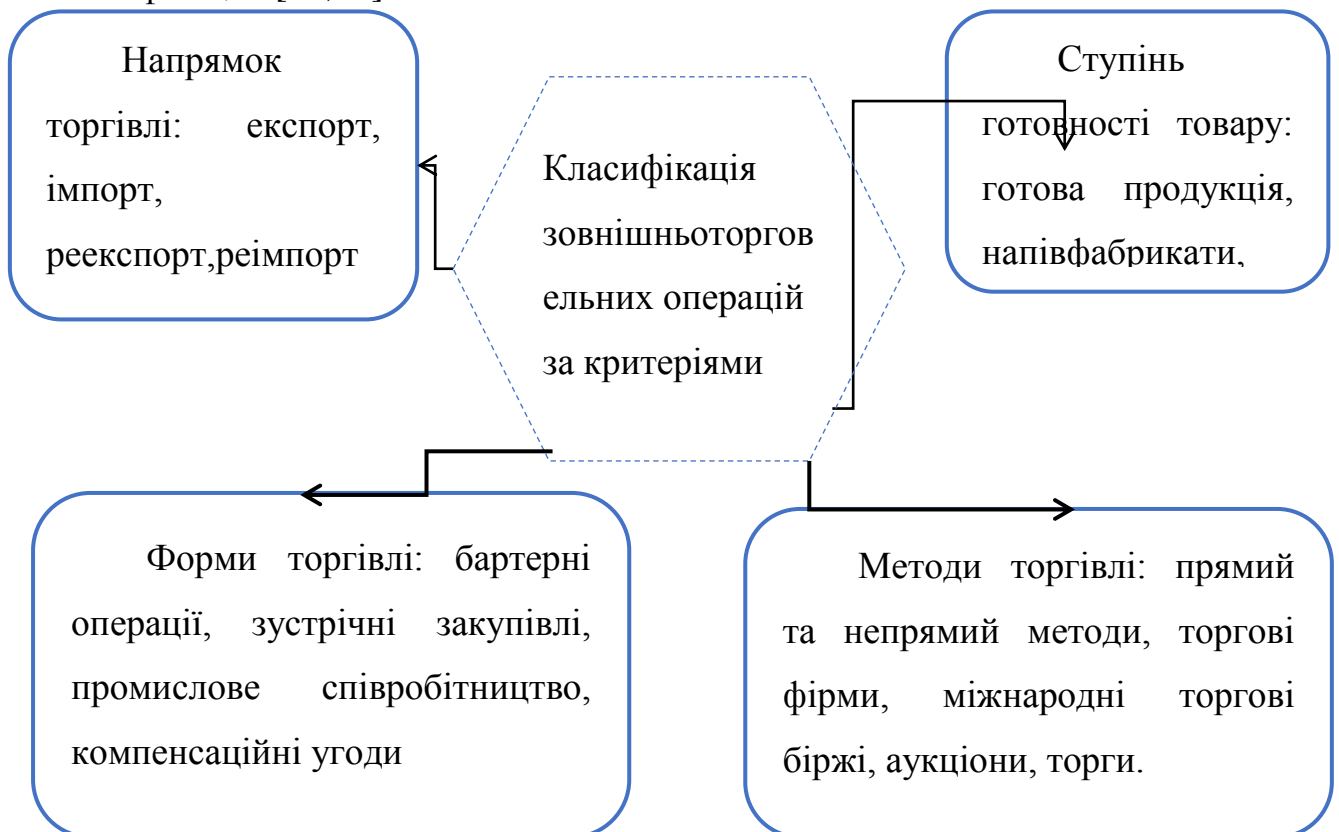 Напрямок
торгівлі: експорт,
імпорт,
реекспорт,реімпорт
Класифікація
зовнішньоторгов
ельних операцій
за критеріями
Ступінь
готовності товару:
готова продукція,
напівфабрикати,
Форми торгівлі: бартерні
операції, зустрічні закупівлі,
промислове співробітництво,
компенсаційні угоди
Методи торгівлі: прямий
та непрямий методи, торгові
фірми, міжнародні торгові
біржі, аукціони, торги.